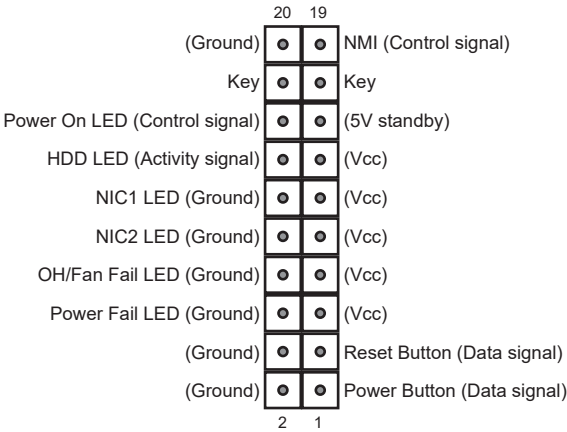 20 19
(Ground) NMI (Control signal)
Key Key
Power On LED (Control signal) (5V standby)
HDD LED (Activity signal) (Vcc)
NIC1 LED (Ground) (Vcc)
NIC2 LED (Ground) (Vcc)
OH/Fan Fail LED (Ground) (Vcc)
Power Fail LED (Ground) (Vcc)
(Ground) Reset Button (Data signal)
(Ground) Power Button (Data signal)
2 1